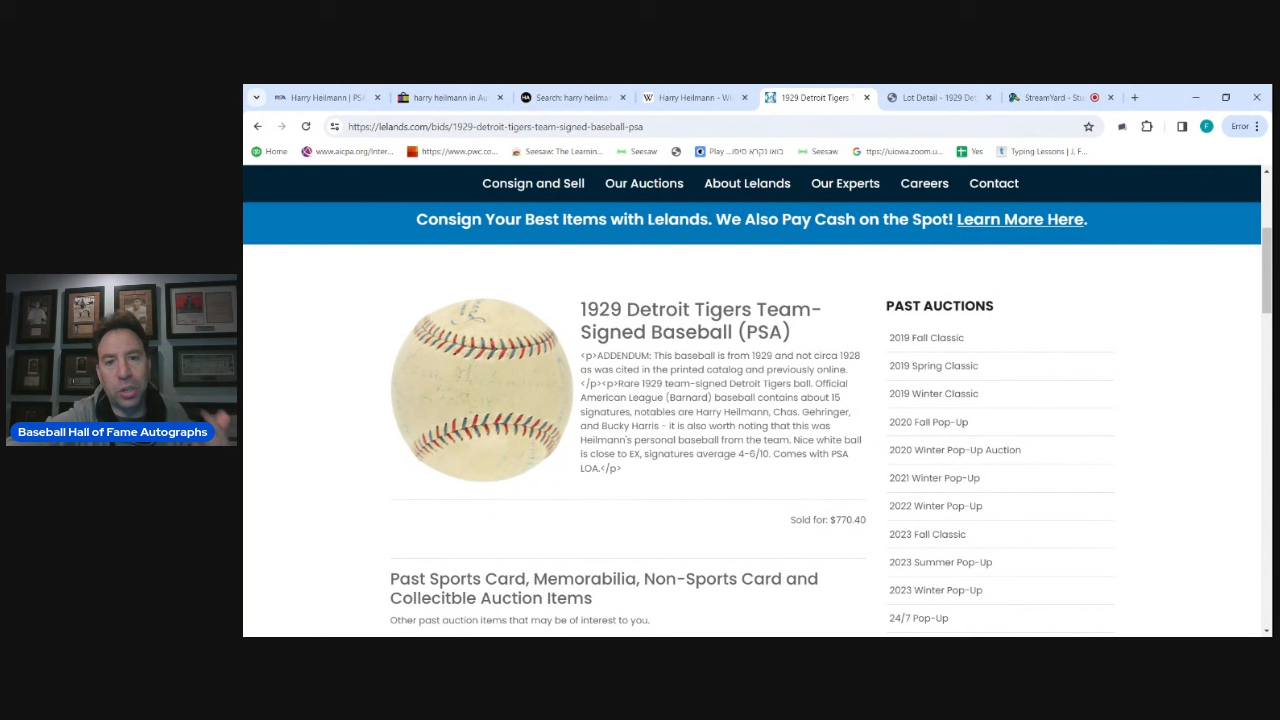 Harry Heilmann | PSA
harry heilmann in Au
Search: harry heilma
Harry Heilmann - Wi
1929 Detroit Tigers T
Lot Detail - 1929 Det
StreamYard - Stu
https://lelands.com/bids/1929-detroit-tigers-team-signed-baseball-psa
Error
Home
www.aicpa.org/Inter...
https://www.pwc.co...
Seesaw: The Learnin...
Seesaw
Play ...בואו נקרא סיפו
Seesaw
ttps://uiowa.zoom.u...
Yes
Typing Lessons | J, F...
Consign and Sell
Our Auctions
About Lelands
Our Experts
Careers
Contact
Consign Your Best Items with Lelands. We Also Pay Cash on the Spot! Learn More Here.
1929 Detroit Tigers Team-
Signed Baseball (PSA)
<p>ADDENDUM: This baseball is from 1929 and not circa 1928
as was cited in the printed catalog and previously online.
</p><p>Rare 1929 team-signed Detroit Tigers ball. Official
American League (Barnard) baseball contains about 15
signatures, notables are Harry Heilmann, Chas. Gehringer,
and Bucky Harris - it is also worth noting that this was
Heilmann's personal baseball from the team. Nice white ball
is close to EX, signatures average 4-6/10. Comes with PSA
LOA.</p>
Sold for: $770.40
Past Sports Card, Memorabilia, Non-Sports Card and
Collecitble Auction Items
Other past auction items that may be of interest to you.
PAST AUCTIONS
2019 Fall Classic
2019 Spring Classic
2019 Winter Classic
2020 Fall Pop-Up
2020 Winter Pop-Up Auction
2021 Winter Pop-Up
2022 Winter Pop-Up
2023 Fall Classic
2023 Summer Pop-Up
2023 Winter Pop-Up
24/7 Pop-Up
Baseball Hall of Fame Autographs